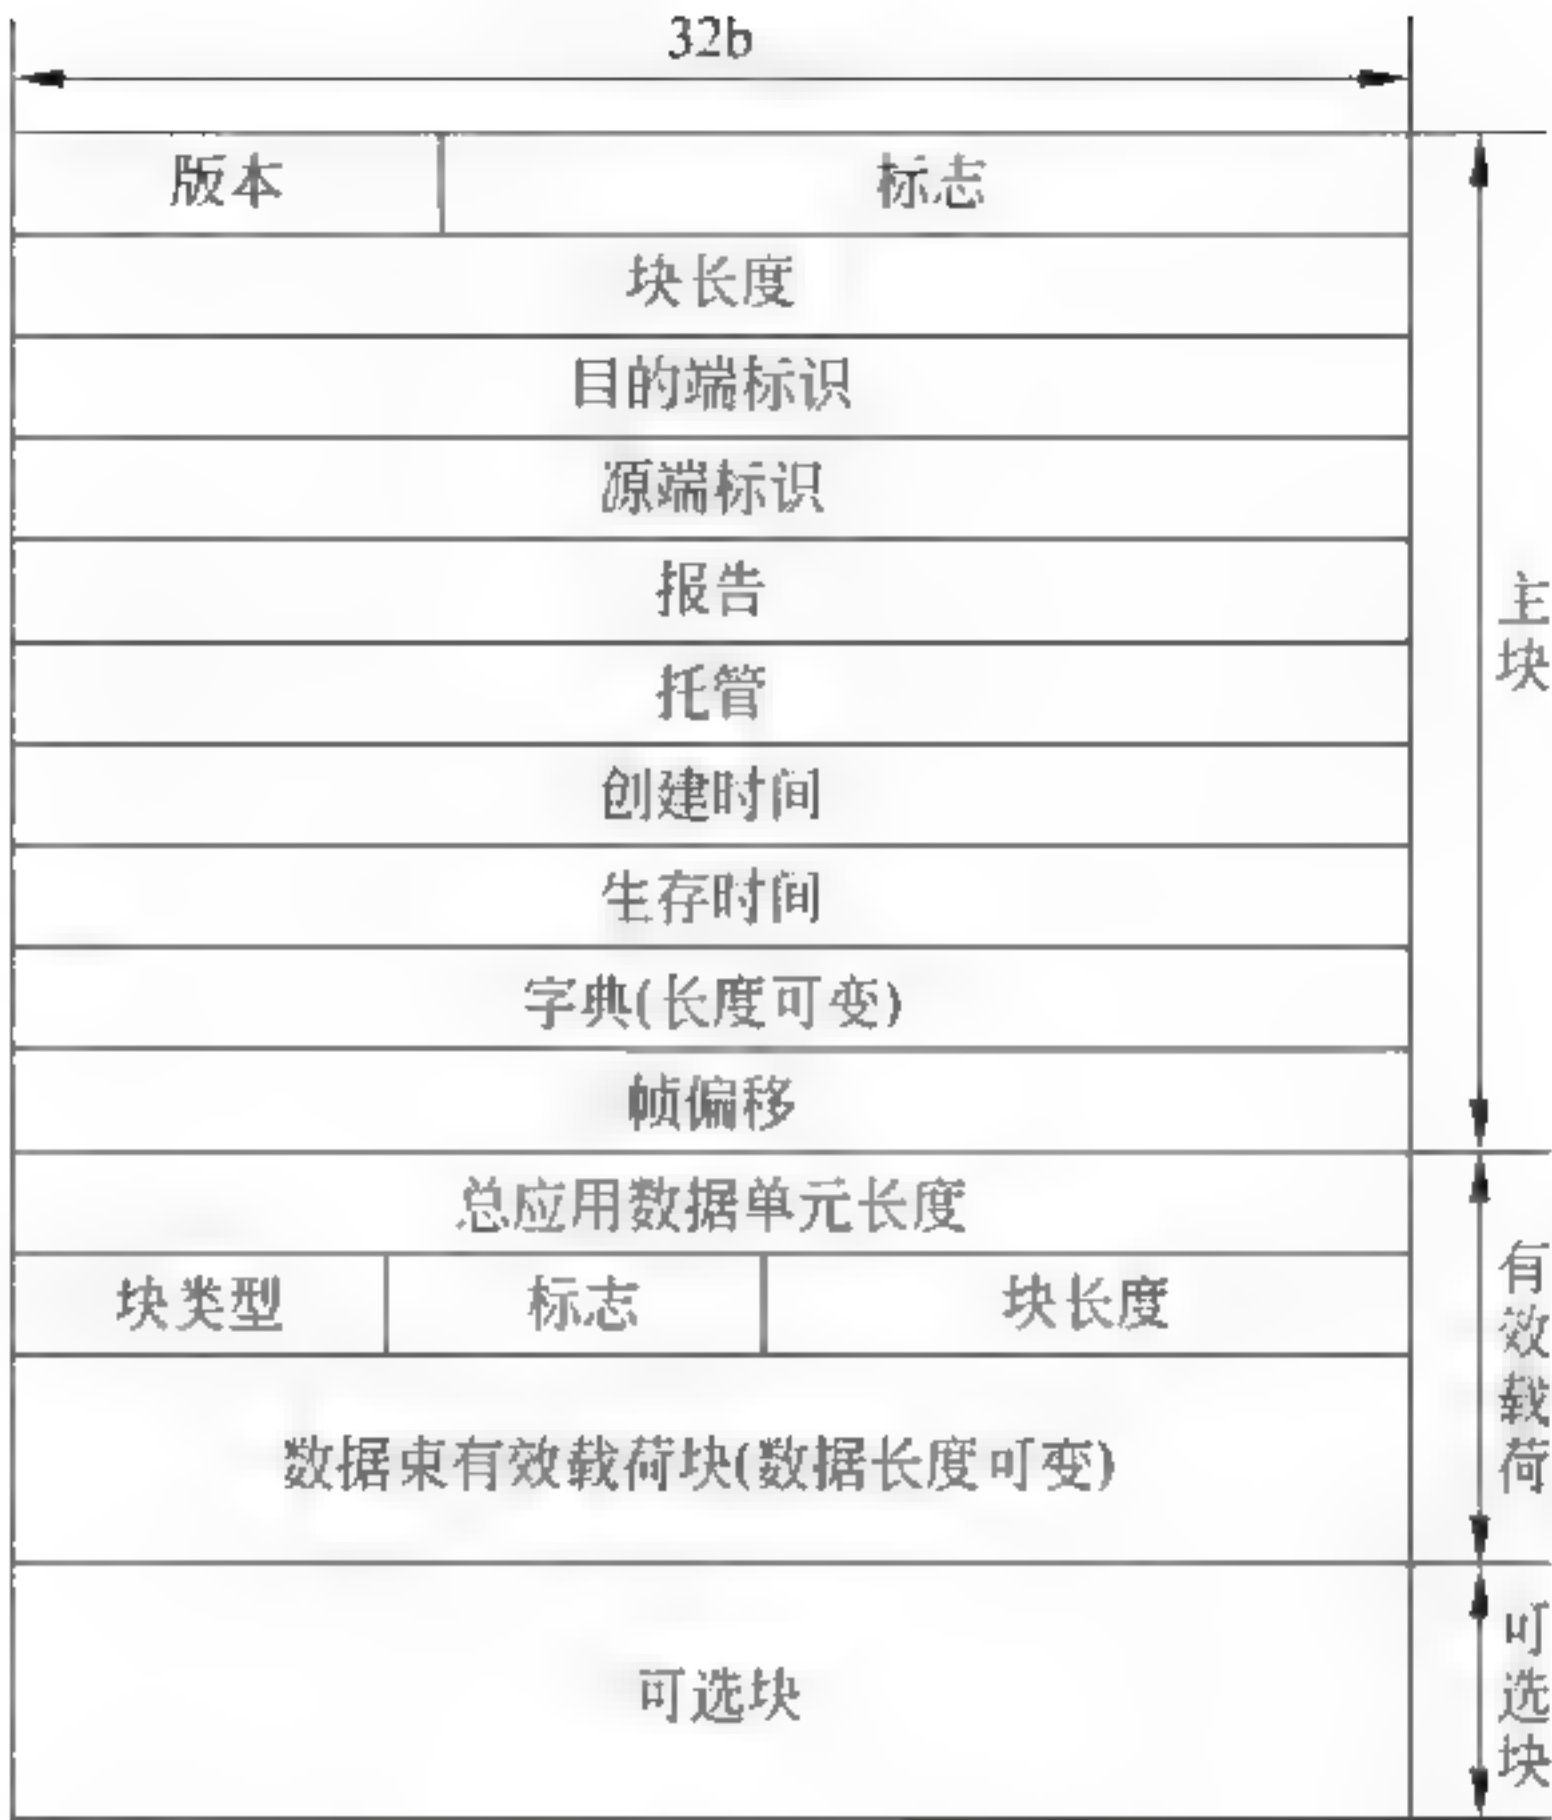 32b
版本 标志
块长度
目的端标识
源端标识
报告
托管
创建时间
生存时间
字典(长度可变)
帧偏移
主块
总应用数据单元长度
块类型 标志 块长度
数据束有效载荷块(数据长度可变)
有效载荷
可选块
可选块